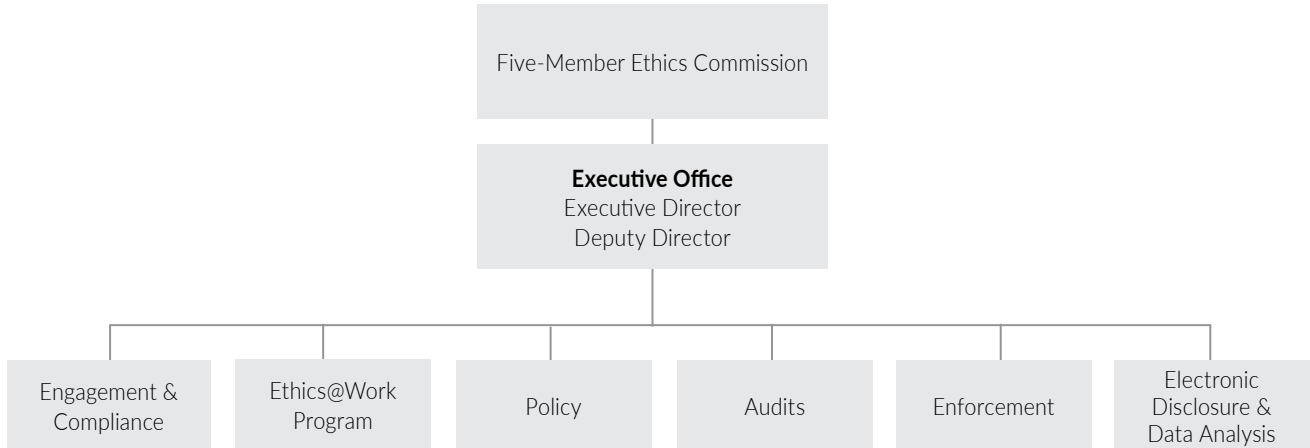 Five-Member Ethics Commission
Executive Office
Executive Director
Deputy Director
Engagement &
Compliance
Ethics@Work
Program
Policy
Audits
Enforcement
Electronic
Disclosure &
Data Analysis